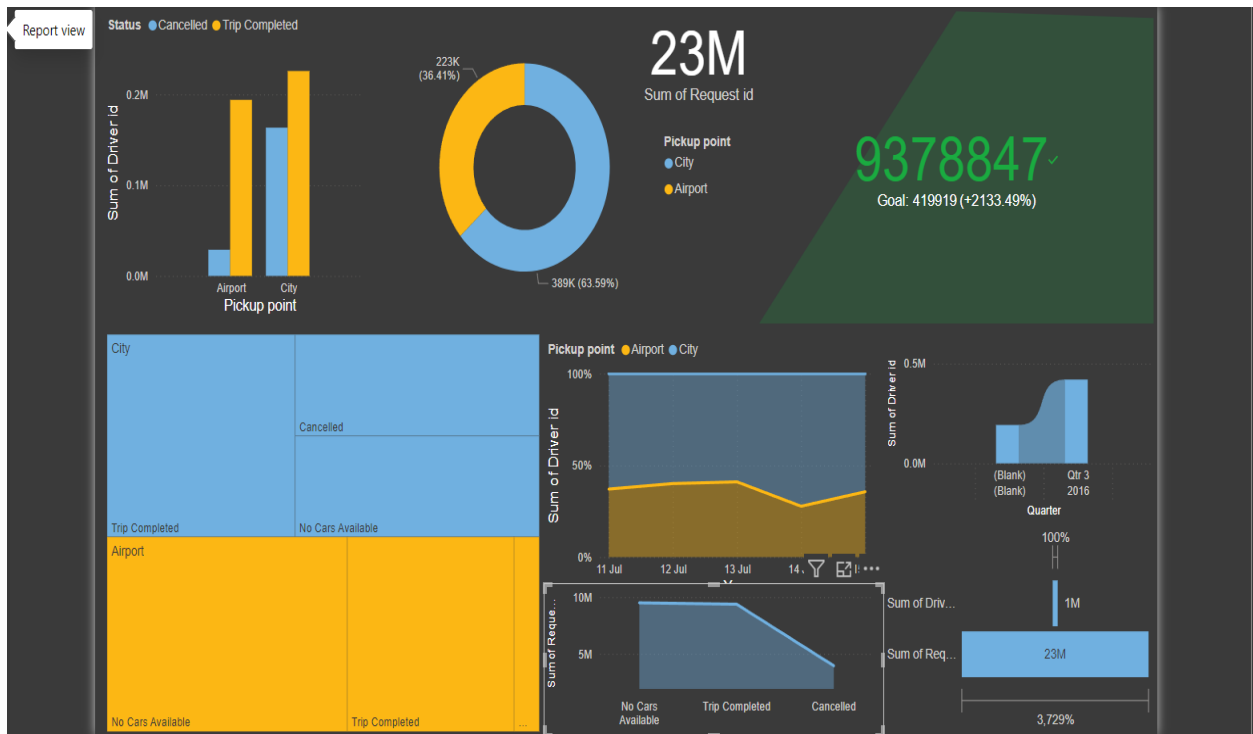 Report view
Status Cancelled Trip Completed
Sum of Driver id
0.2M
0.1M
0.0M
Airport City
Pickup point
223K
(36.41%)
389K (63.59%)
23M
Sum of Request id
Pickup point
City
Airport
9378847
Goal: 419919 (+2133.49%)
City
Trip Completed
Cancelled
No Cars Available
Airport
No Cars Available
Trip Completed
...
Pickup point Airport City
Sum of Driver id
100%
50%
0%
11 Jul 12 Jul 13 Jul 14
Sum of Driver id
0.5M
0.0M
(Blank) Qtr 3
(Blank) 2016
Quarter
Sum of Reque...
10M
5M
No Cars
Available
Trip Completed
Cancelled
100%
Sum of Driv... 1M
Sum of Req... 23M
3,729%